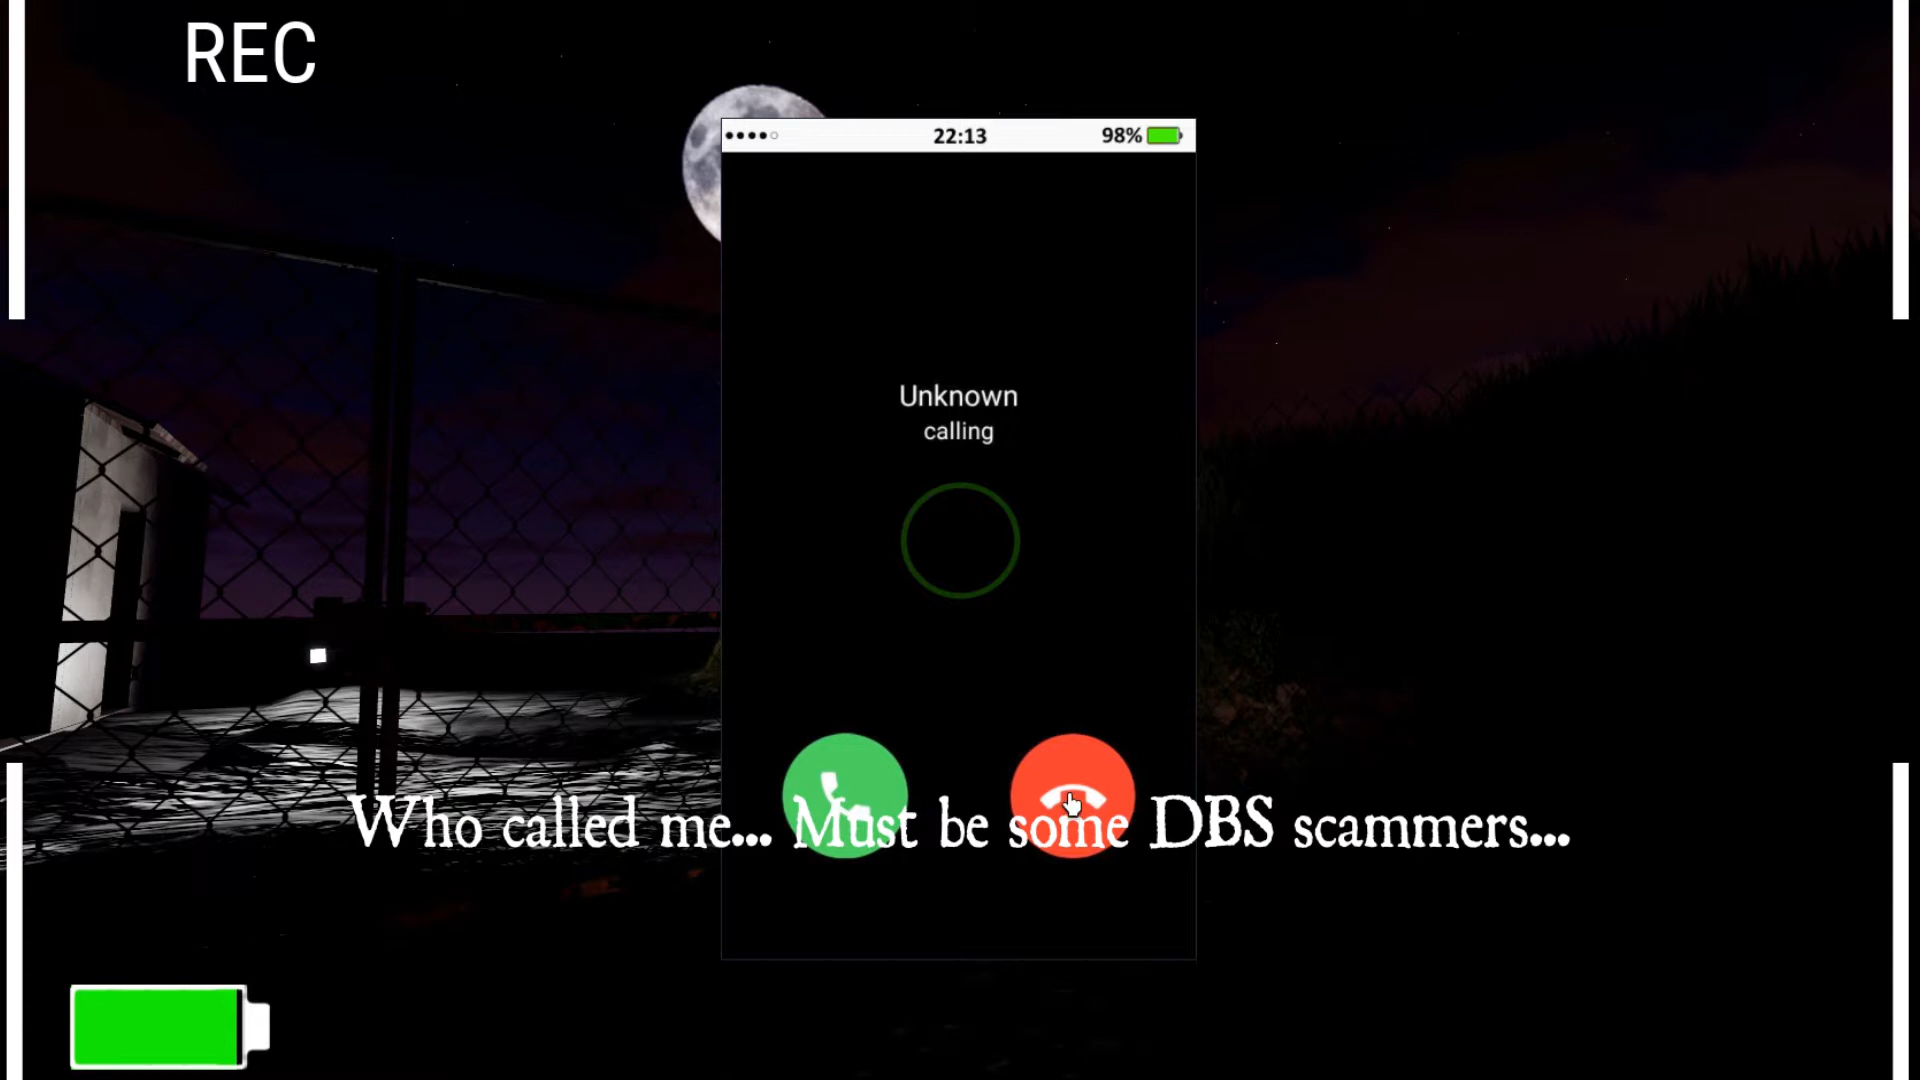 REC
22:13
98%
Unknown
calling
Who called me... Must be some DBS scammers...